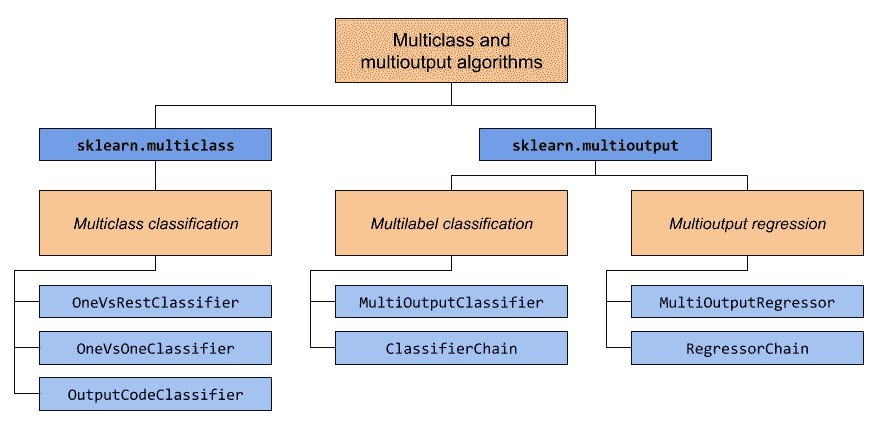 Multiclass and
multioutput algorithms
sklearn.multiclass
sklearn.multioutput
Multiclass classification
Multilabel classification
Multioutput regression
OneVsRestClassifier
MultiOutputClassifier
MultiOutputRegressor
OneVsOneClassifier
ClassifierChain
RegressorChain
OutputCodeClassifier